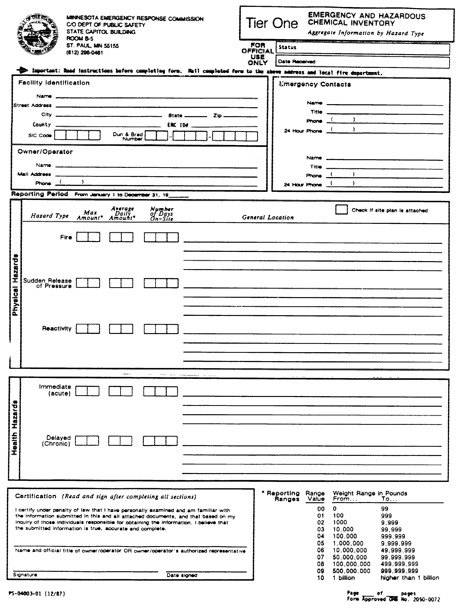 MINNESOTA EMERGENCY RESPONSE COMMISSION
C/O DEPT OF PUBLIC SAFETY
STATE CAPITOL BUILDING
ROOM B-5
ST. PAUL, MN 55155
(612) 296-0481
Tier One
EMERGENCY AND HAZARDOUS
CHEMICAL INVENTORY
Aggregate Information by Hazard Type
FOR
OFFICIAL
USE
ONLY
Status
Date Received
Important: Read instructions before completing form. Mail completed form to the above address and local fire department.
Facility Identification
Name
Street Address
City State Zip
County ERC ID#
SIC Code Dun & Brad
Number
Owner/Operator
Name
Mail Address
Phone ( )
Emergency Contacts
Name
Title
Phone ( )
24 Hour Phone ( )
Name
Title
Phone ( )
24 Hour Phone ( )
Reporting Period From January 1 to December 31, 19
Hazard Type
Max
Amount*
Average
Daily
Amount*
Number
of Days
On-Site
General Location
Check if site plan is attached
Physical Hazards
Fire
Sudden Release
of Pressure
Reactivity
Health Hazards
Immediate
(acute)
Delayed
(Chronic)
Certification (Read and sign after completing all sections)
I certify under penalty of law that I have personally examined and am familiar with
the information submitted in this and all attached documents, and that based on my
inquiry of those individuals responsible for obtaining the information, I believe that
the submitted information is true, accurate and complete.
Name and official title of owner/operator OR owner/operator's authorized representative
Signature Date signed
* Reporting
Ranges
Range
Value
Weight Range in Pounds
From... To...
00 0 99
01 100 999
02 1000 9,999
03 10,000 99,999
04 100,000 999,999
05 1,000,000 9,999,999
06 10,000,000 49,999,999
07 50,000,000 99,999,999
08 100,000,000 499,999,999
09 500,000,000 999,999,999
10 1 billion higher than 1 billion
PS-04003-01 (12/87)
Page of pages
Form Approved OMB No. 2050-0072